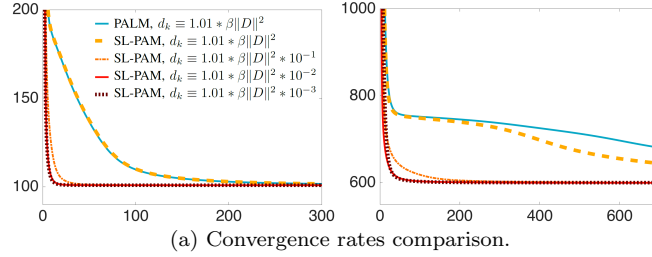 200
150
100
0
100
200
300
PALM, d_k ≡ 1.01 * β||D||²
SL-PAM, d_k ≡ 1.01 * β||D||²
SL-PAM, d_k ≡ 1.01 * β||D||² * 10⁻¹
SL-PAM, d_k ≡ 1.01 * β||D||² * 10⁻²
SL-PAM, d_k ≡ 1.01 * β||D||² * 10⁻³
1000
800
600
0
200
400
600
(a) Convergence rates comparison.